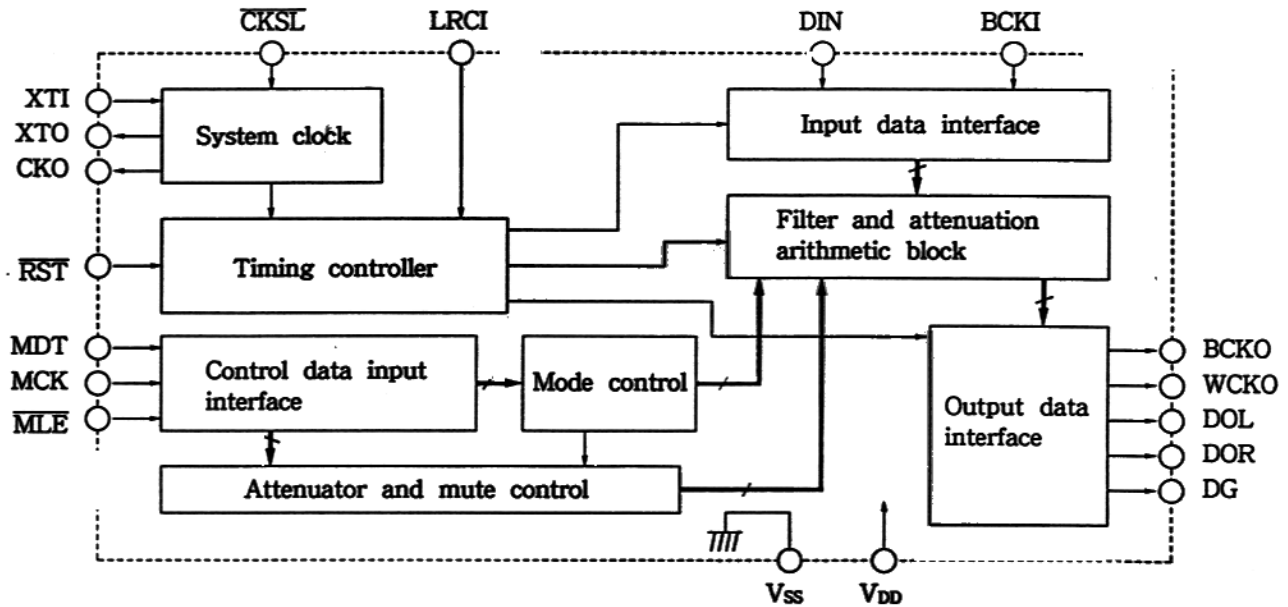 CKSL LRCI DIN BCKI
XTI
XTO
CKO
System clock
Input data interface
Filter and attenuation
arithmetic block
RST
Timing controller
MDT
MCK
MLE
Control data input
interface
Mode control
Attenuator and mute control
Output data
interface
BCKO
WCKO
DOL
DOR
DG
VSS VDD